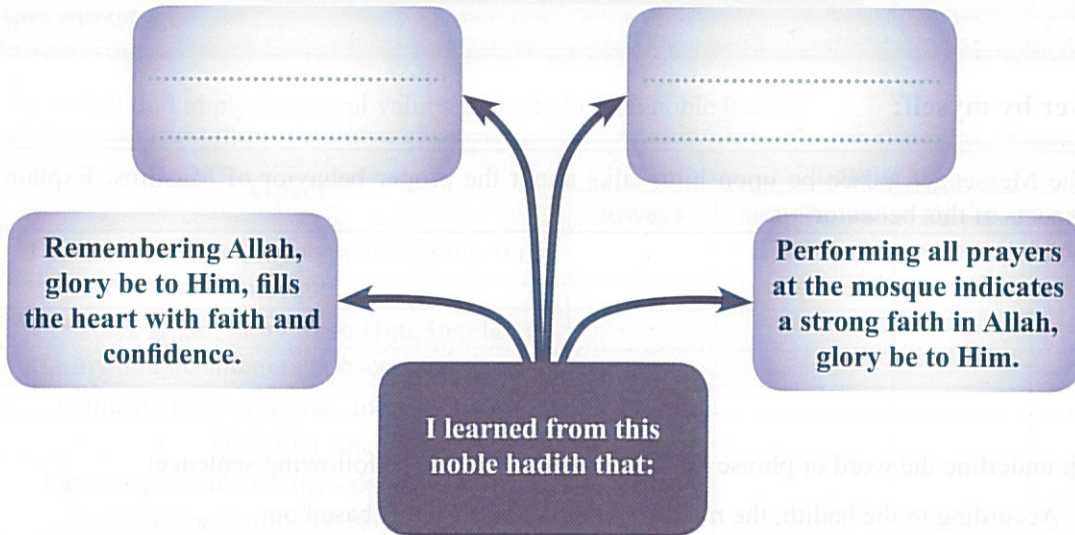 Remembering Allah,
glory be to Him, fills
the heart with faith and
confidence.
Performing all prayers
at the mosque indicates
a strong faith in Allah,
glory be to Him.
I learned from this
noble hadith that: